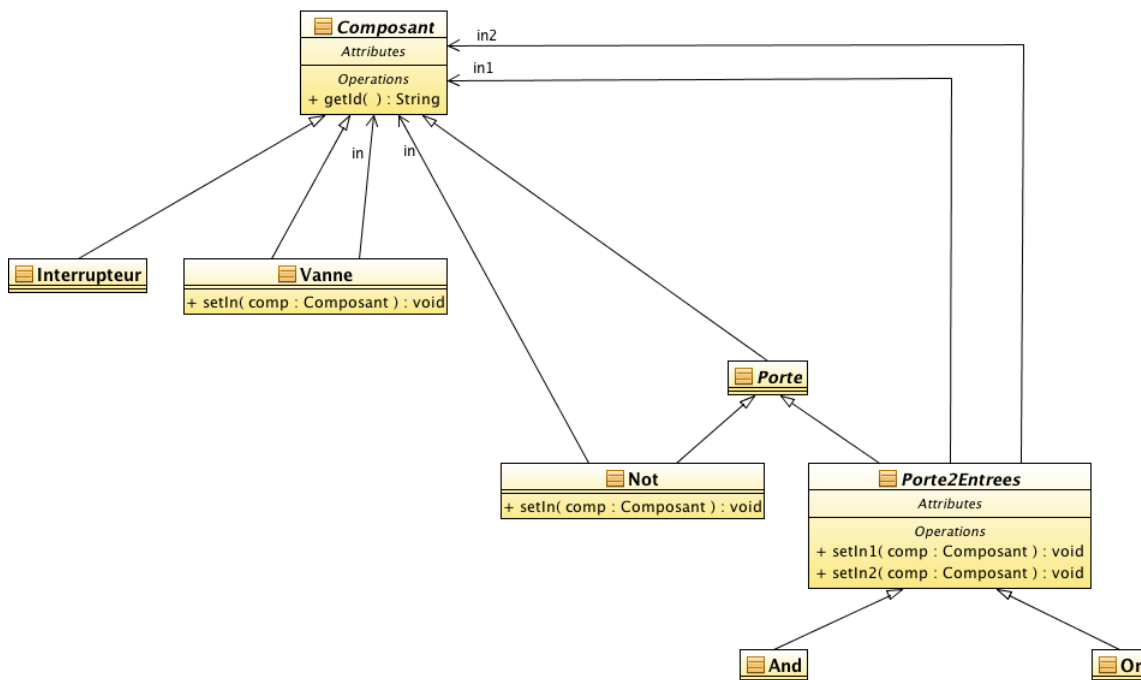 Composant
Attributes
Operations
+ getId( ) : String
in2
in1
in
in
Interrupteur
Vanne
+ setIn( comp : Composant ) : void
Porte
Not
+ setIn( comp : Composant ) : void
Porte2Entrees
Attributes
Operations
+ setIn1( comp : Composant ) : void
+ setIn2( comp : Composant ) : void
And
Or